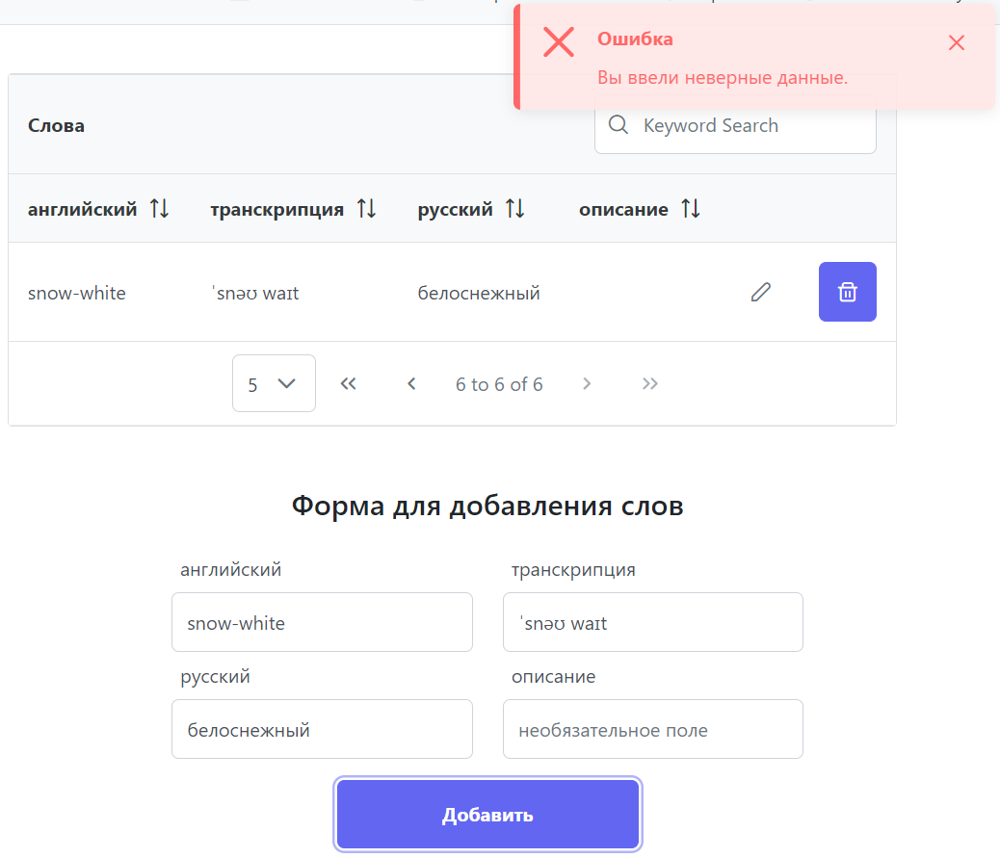 Ошибка
Вы ввели неверные данные.
Слова
Keyword Search
английский транскрипция русский описание
snow-white ˈsnəʊ waɪt белоснежный
5 6 to 6 of 6
Форма для добавления слов
английский транскрипция
snow-white ˈsnəʊ waɪt
русский описание
белоснежный необязательное поле
Добавить